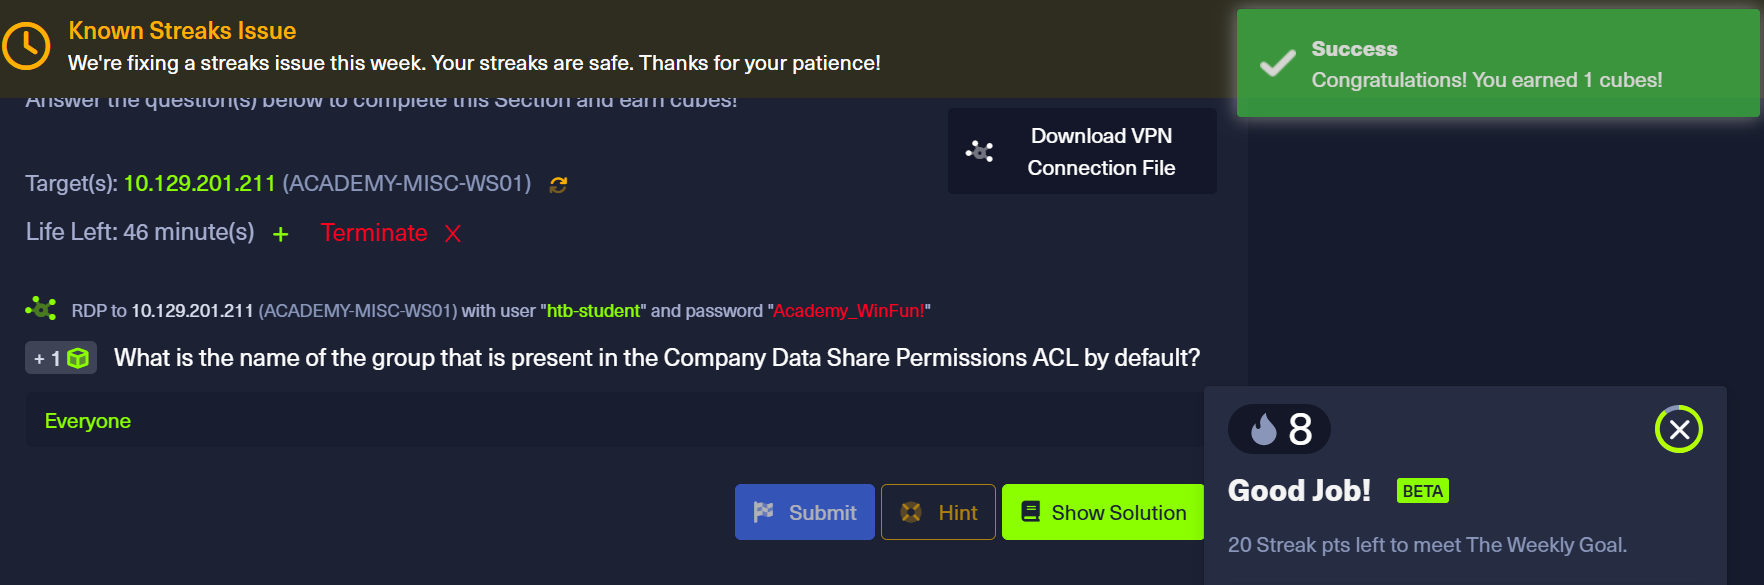 Known Streaks Issue
We're fixing a streaks issue this week. Your streaks are safe. Thanks for your patience!
Success
Congratulations! You earned 1 cubes!
Answer the question(s) below to complete this Section and earn cubes!
Download VPN
Connection File
Target(s): 10.129.201.211 (ACADEMY-MISC-WS01)
Life Left: 46 minute(s) + Terminate X
RDP to 10.129.201.211 (ACADEMY-MISC-WS01) with user "htb-student" and password "Academy_WinFun!"
+ 1 What is the name of the group that is present in the Company Data Share Permissions ACL by default?
Everyone
Submit Hint Show Solution
8
Good Job! BETA
20 Streak pts left to meet The Weekly Goal.